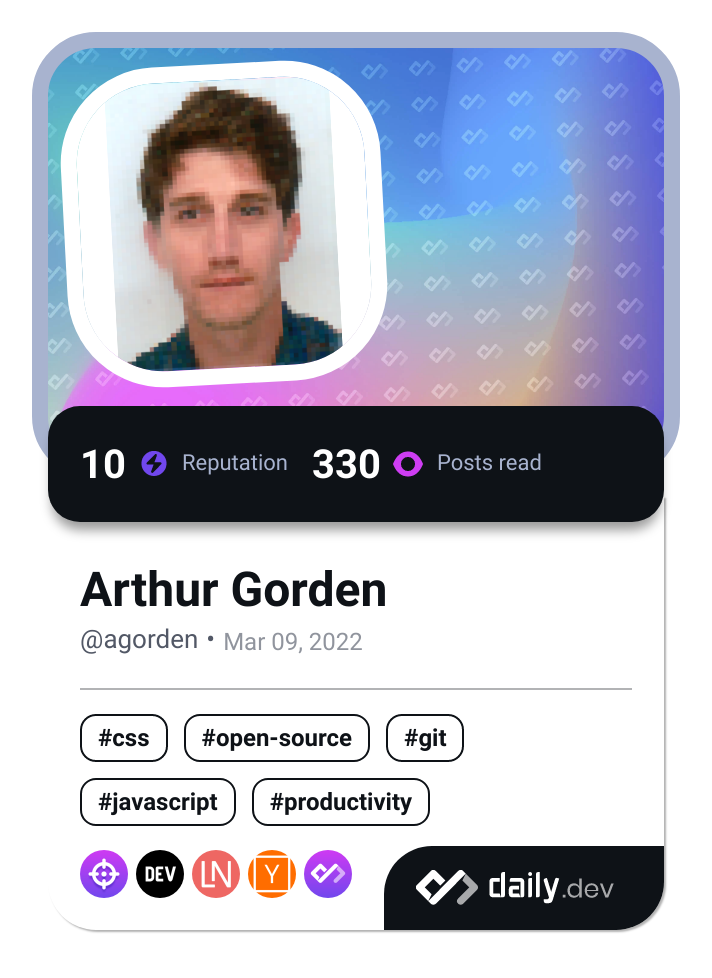 10 Reputation 330 Posts read
Arthur Gorden
@agorden • Mar 09, 2022
#css #open-source #git
#javascript #productivity
DEV LN Y daily.dev